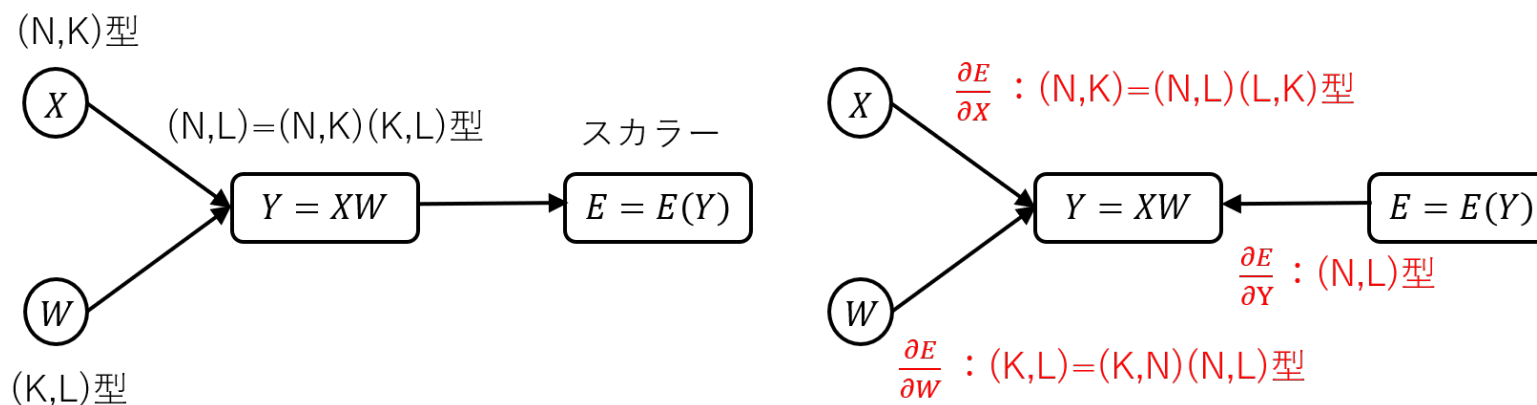 (N,K)型
X
(N,L)=(N,K)(K,L)型
スカラー
Y = XW
E = E(Y)
W
(K,L)型
X
∂E/∂X : (N,K)=(N,L)(L,K)型
Y = XW
E = E(Y)
∂E/∂Y : (N,L)型
W
∂E/∂W : (K,L)=(K,N)(N,L)型